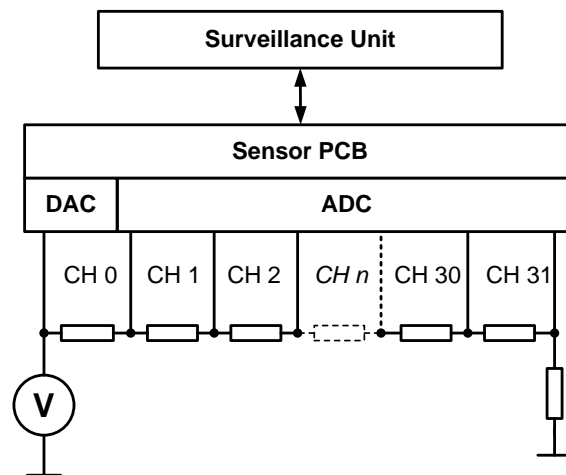 Surveillance Unit
Sensor PCB
DAC ADC
CH 0 CH 1 CH 2 CH n CH 30 CH 31
V